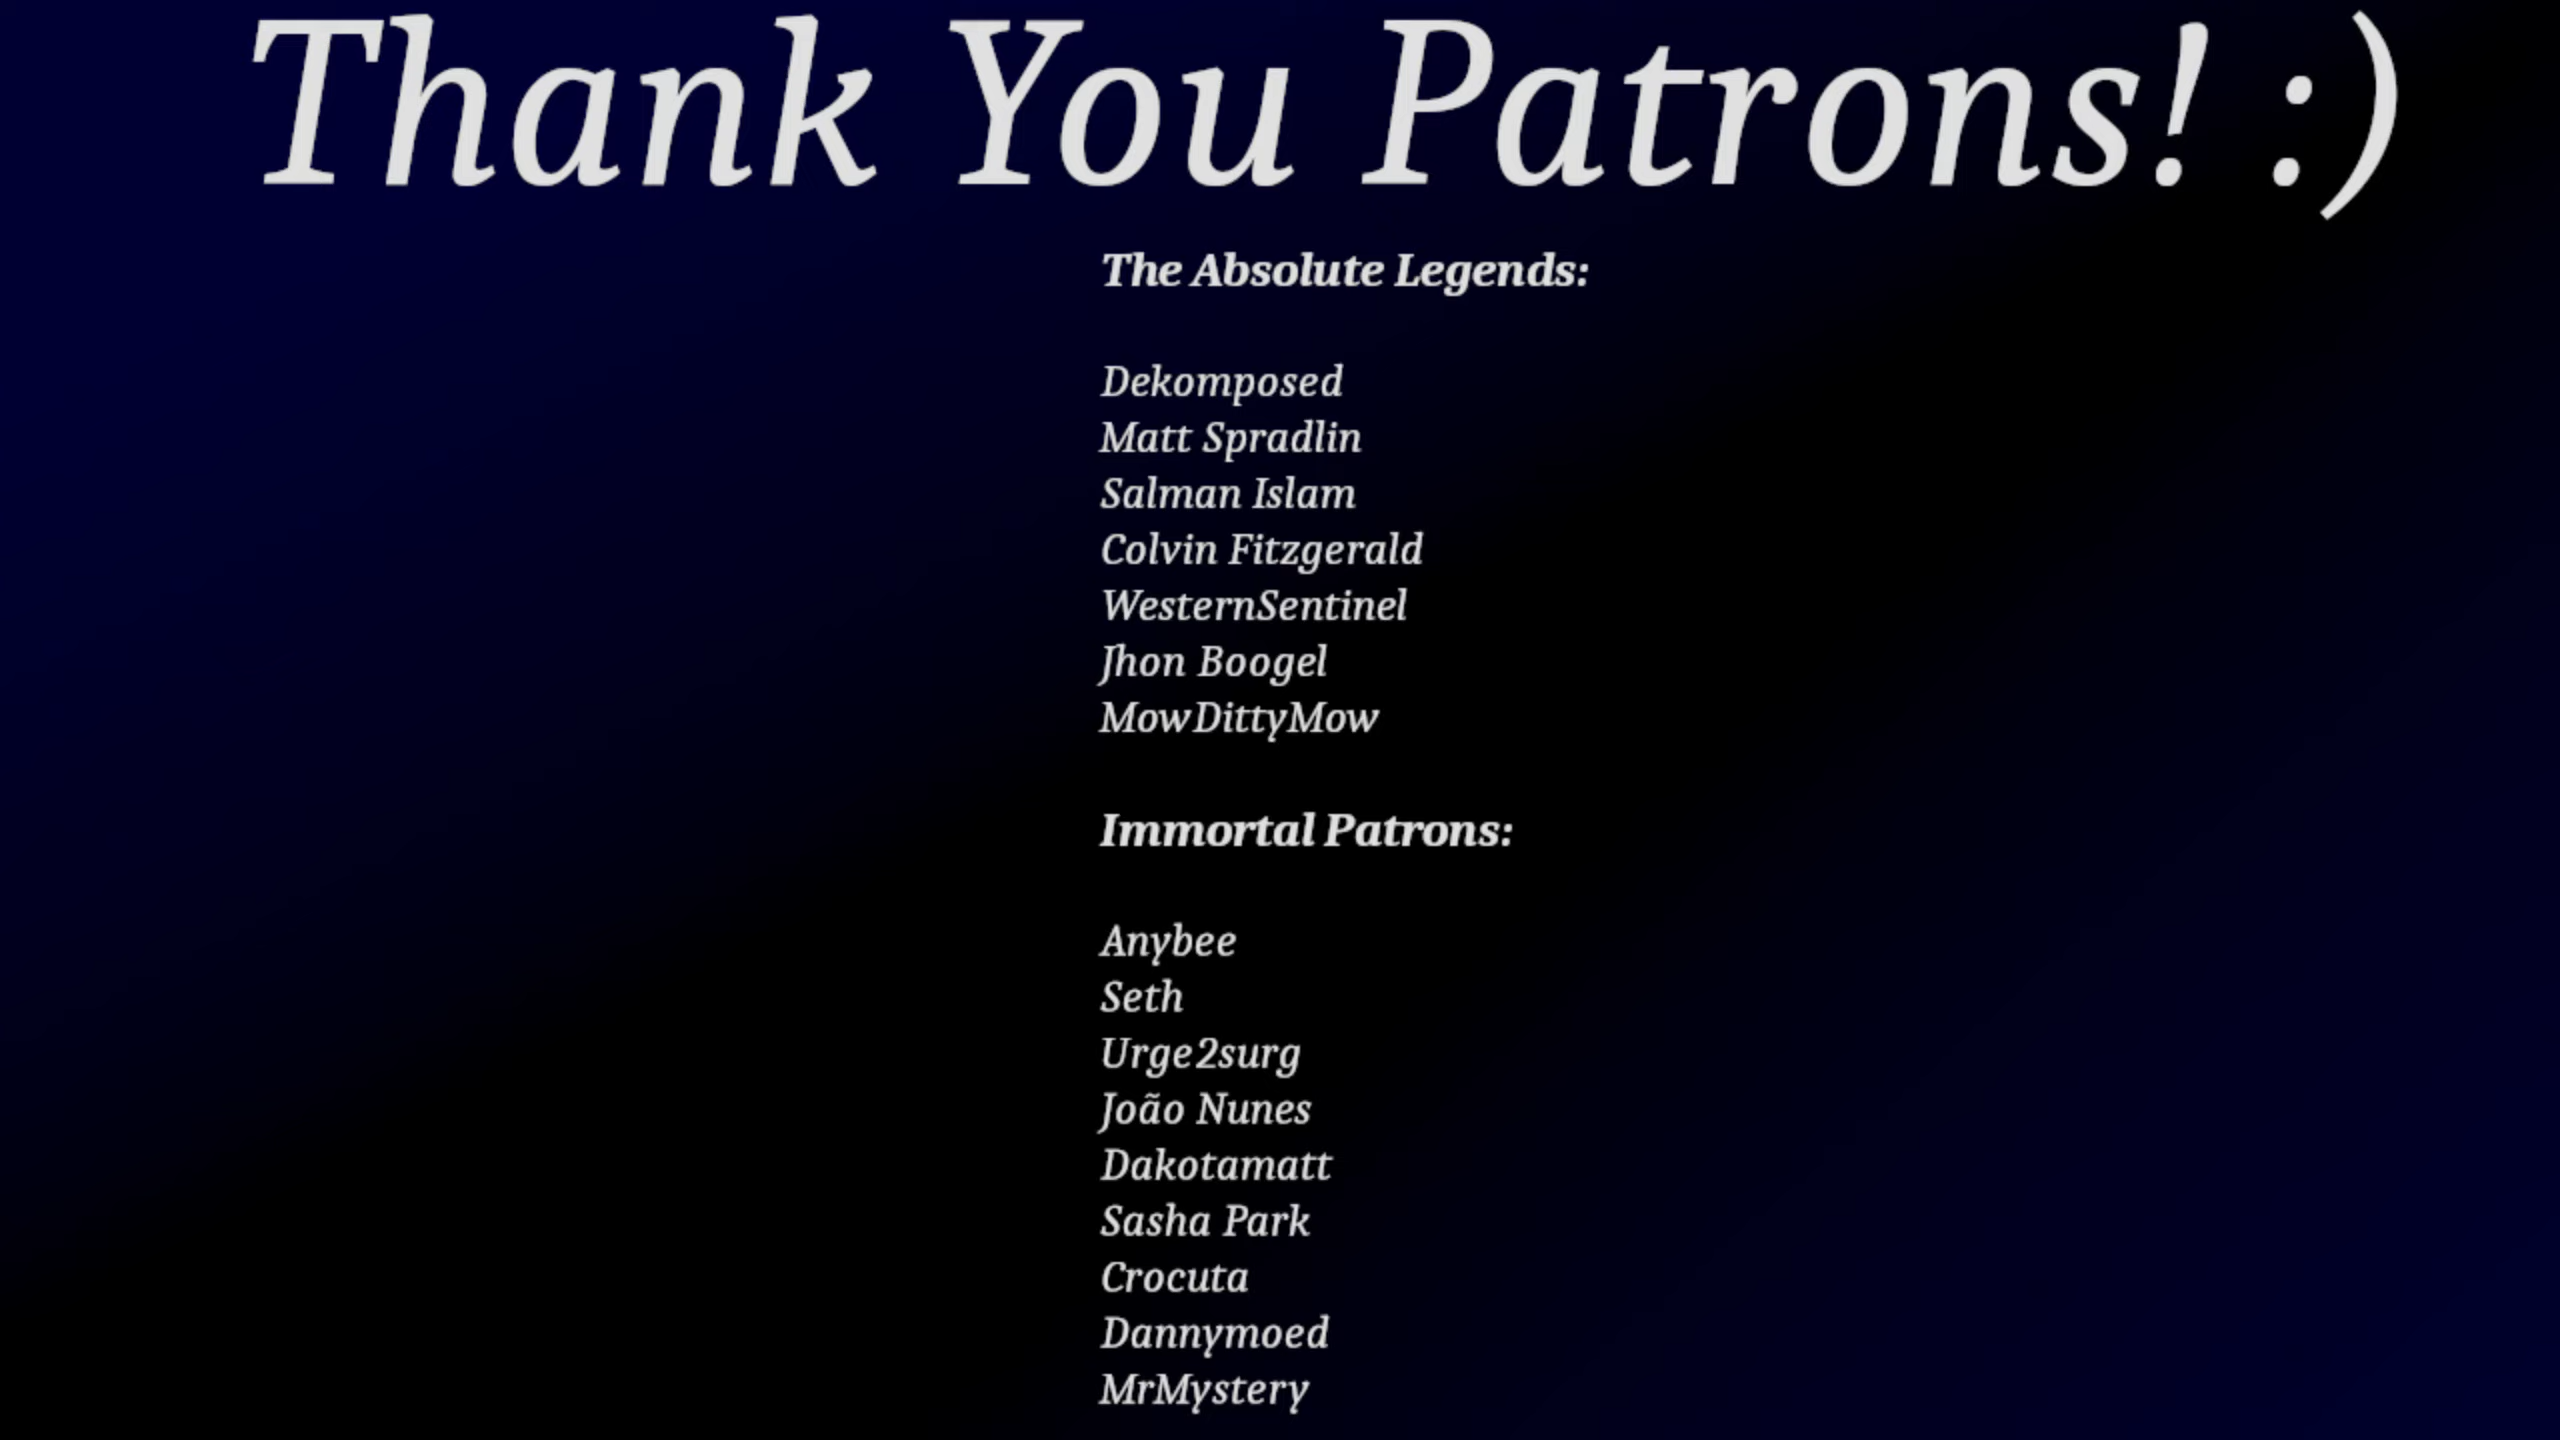 Thank You Patrons! :)
The Absolute Legends:
Dekomposed
Matt Spradlin
Salman Islam
Colvin Fitzgerald
WesternSentinel
Jhon Boogel
MowDittyMow
Immortal Patrons:
Anybee
Seth
Urge2surg
João Nunes
Dakotamatt
Sasha Park
Crocuta
Dannymoed
MrMystery